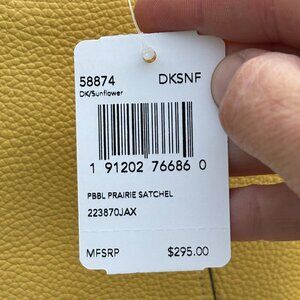 58874 DKSNF
DK/Sunflower
1 91202 76686 0
PBBL PRAIRIE SATCHEL
223870JAX
MFSRP $295.00